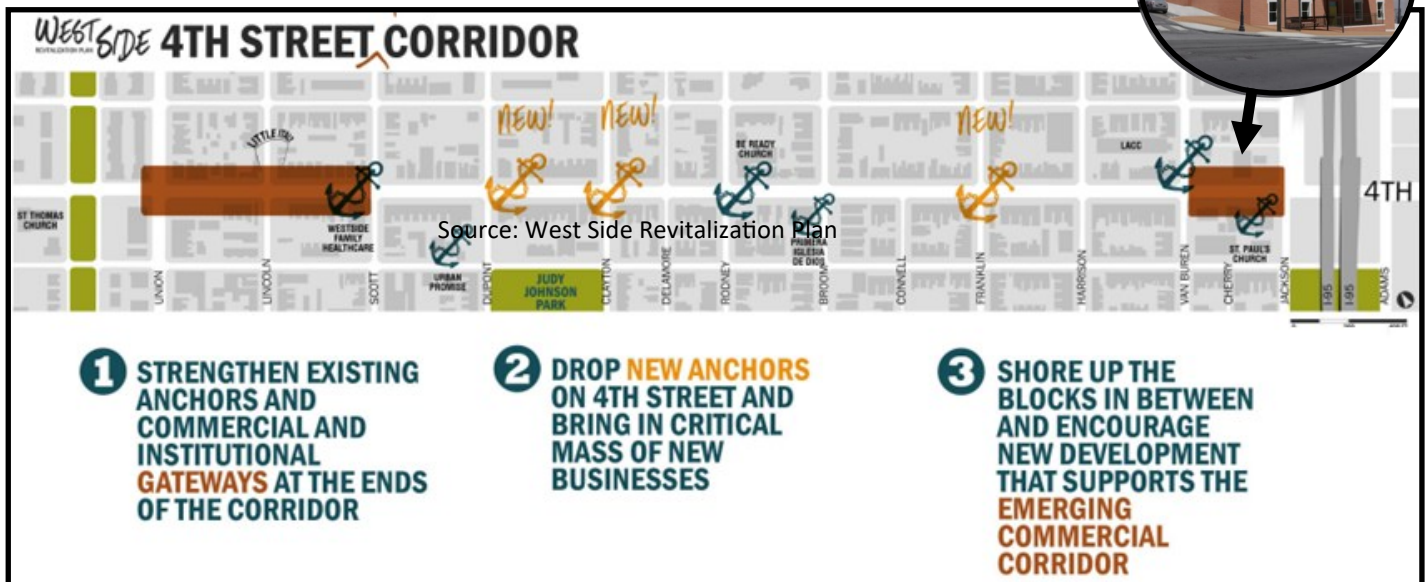 WEST SIDE 4TH STREET CORRIDOR
REVITALIZATION PLAN
NEW!
NEW!
NEW!
LITTLE ITALY
BE READY
CHURCH
LACC
4TH
ST THOMAS
CHURCH
WESTSIDE
FAMILY
HEALTHCARE
Source: West Side Revitalization Plan
PRIMERA
IGLESIA
DE DIOS
ST. PAUL'S
CHURCH
URBAN
PROMISE
JUDY
JOHNSON
PARK
UNION
LINCOLN
SCOTT
DUPONT
CLAYTON
DELAMORE
RODNEY
BROOM
CONNELL
FRANKLIN
HARRISON
VAN BUREN
CHERRY
JACKSON
I-95
I-95
ADAMS
1 STRENGTHEN EXISTING
ANCHORS AND
COMMERCIAL AND
INSTITUTIONAL
GATEWAYS AT THE ENDS
OF THE CORRIDOR
2 DROP NEW ANCHORS
ON 4TH STREET AND
BRING IN CRITICAL
MASS OF NEW
BUSINESSES
3 SHORE UP THE
BLOCKS IN BETWEEN
AND ENCOURAGE
NEW DEVELOPMENT
THAT SUPPORTS THE
EMERGING
COMMERCIAL
CORRIDOR